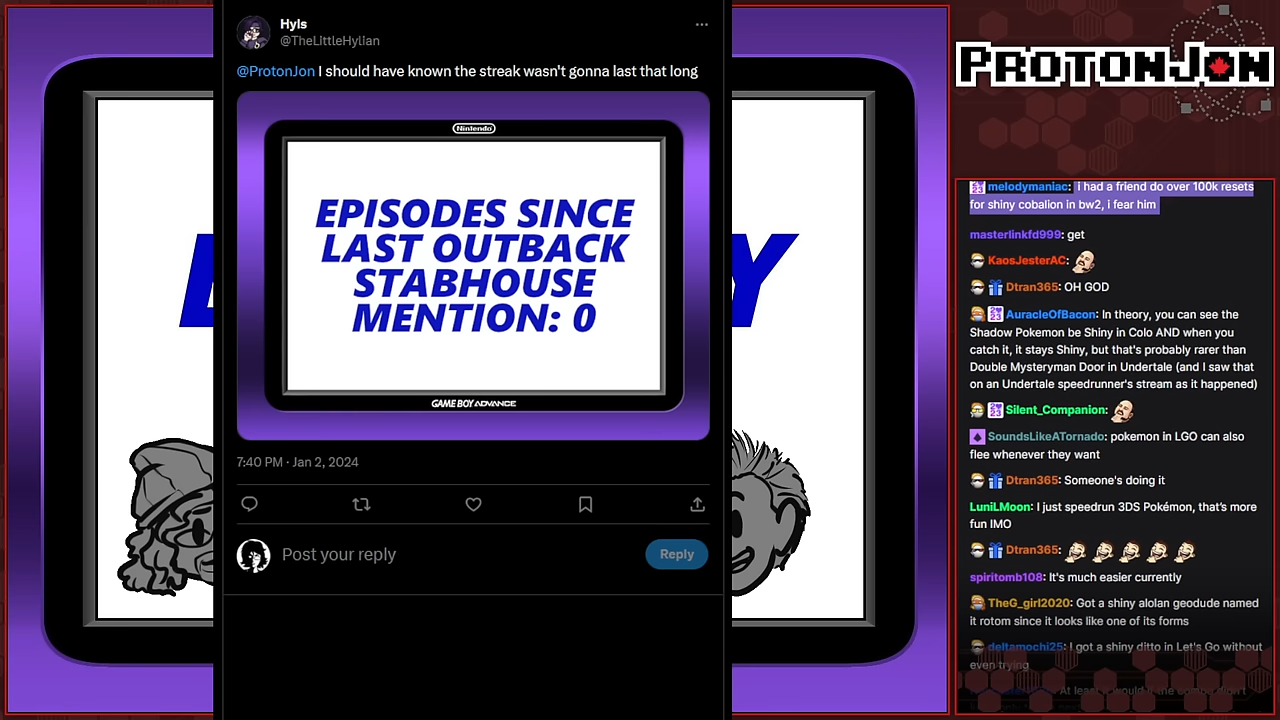 Hyls
@TheLittleHylian
...
@ProtonJon I should have known the streak wasn't gonna last that long
Nintendo
EPISODES SINCE
LAST OUTBACK
STABHOUSE
MENTION: 0
GAME BOY ADVANCE
7:40 PM · Jan 2, 2024
Post your reply
Reply
Y
PROTONJON
melodymaniac: i had a friend do over 100k resets
for shiny cobalion in bw2, i fear him
masterlinkfd999: get
KaosJesterAC:
Dtran365: OH GOD
AuracleOfBacon: In theory, you can see the
Shadow Pokemon be Shiny in Colo AND when you
catch it, it stays Shiny, but that's probably rarer than
Double Mysteryman Door in Undertale (and I saw that
on an Undertale speedrunner's stream as it happened)
Silent_Companion:
SoundsLikeATornado: pokemon in LGO can also
flee whenever they want
Dtran365: Someone's doing it
LuniLMoon: I just speedrun 3DS Pokémon, that's more
fun IMO
Dtran365:
spiritomb108: It's much easier currently
TheG_girl2020: Got a shiny alolan geodude named
it rotom since it looks like one of its forms
deltamochi25: I got a shiny ditto in Let's Go without
even trying
At least it would if the combo didn't